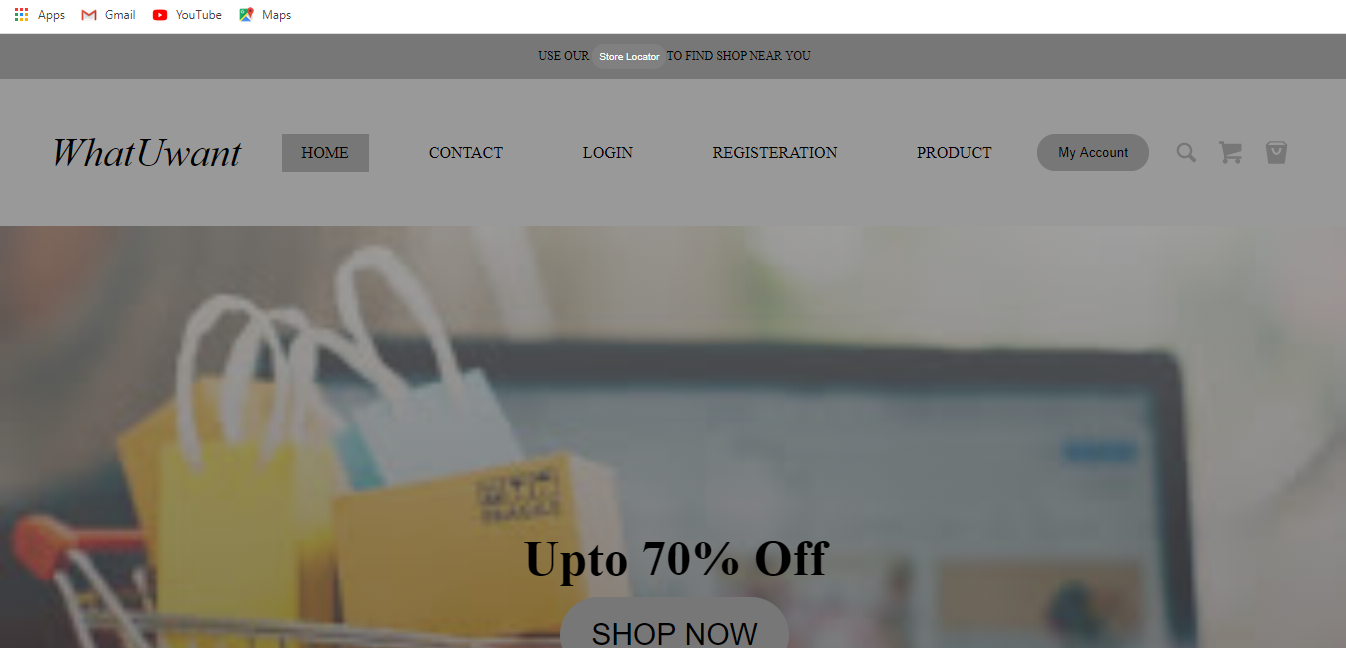 Apps Gmail YouTube Maps
USE OUR Store Locator TO FIND SHOP NEAR YOU
WhatUwant HOME CONTACT LOGIN REGISTERATION PRODUCT My Account
FRAGILE
Upto 70% Off
SHOP NOW